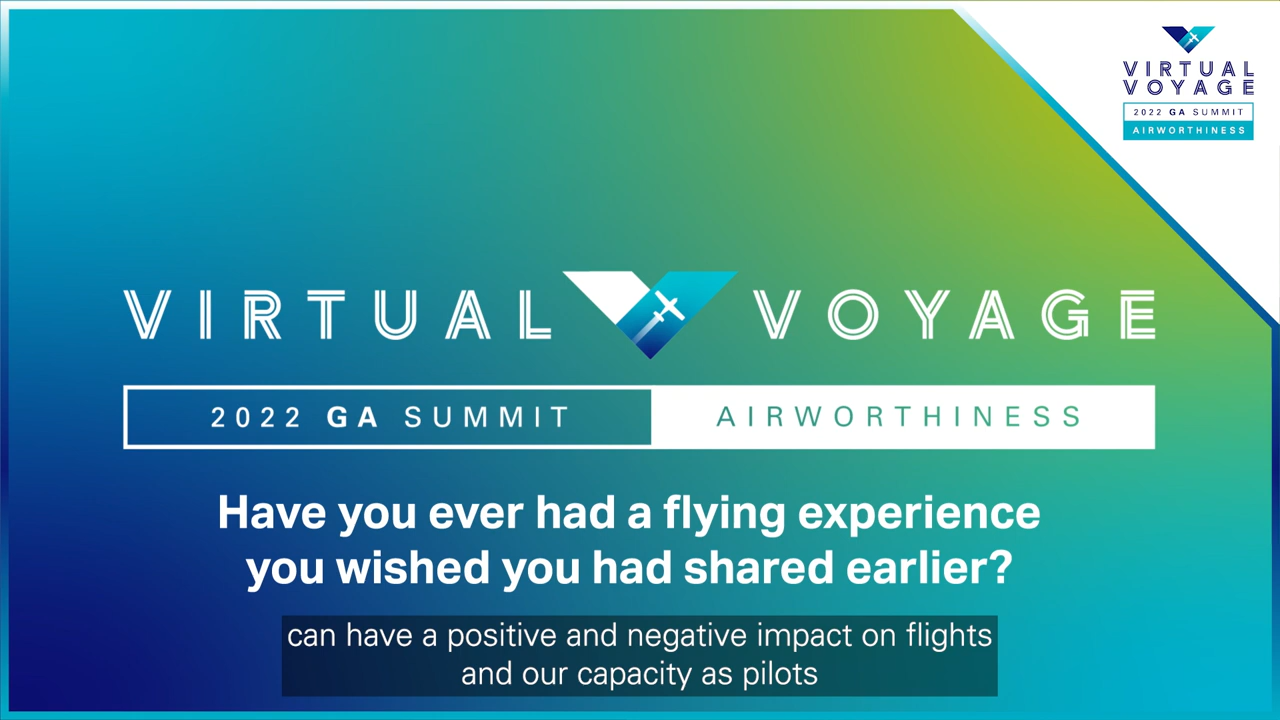 VIRTUAL
VOYAGE
2022 GA SUMMIT
AIRWORTHINESS
VIRTUAL VOYAGE
2022 GA SUMMIT AIRWORTHINESS
Have you ever had a flying experience
you wished you had shared earlier?
can have a positive and negative impact on flights
and our capacity as pilots